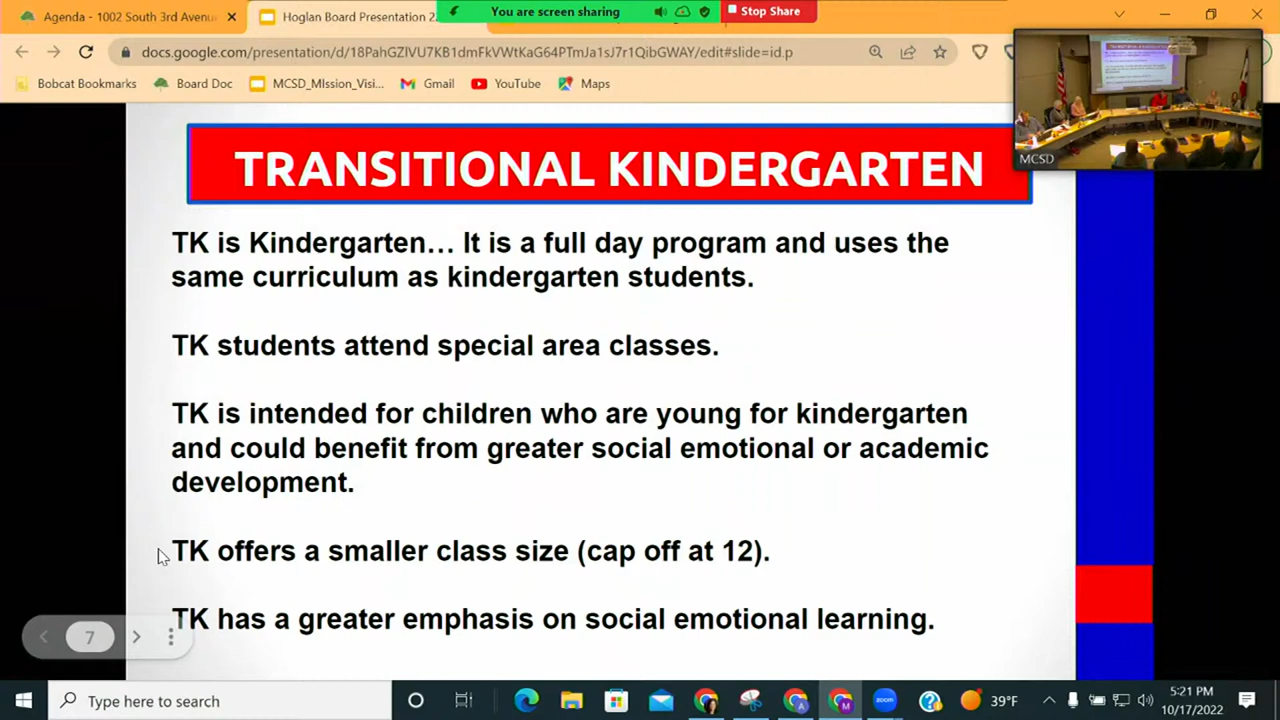 Agenda - 1002 South 3rd Avenu
Hoglan Board Presentation 2
You are screen sharing
Stop Share
docs.google.com/presentation/d/18PahGZlVU7KB1dmFkVWtKaG64PTmJa1sJ7r1QibGWAY/edit#slide=id.p
Bobcat Bookmarks
Board Doc
MCSD_Mission_Visi...
Gmail
YouTube
Maps
MCSD
TRANSITIONAL KINDERGARTEN
TK is Kindergarten... It is a full day program and uses the
same curriculum as kindergarten students.
TK students attend special area classes.
TK is intended for children who are young for kindergarten
and could benefit from greater social emotional or academic
development.
TK offers a smaller class size (cap off at 12).
TK has a greater emphasis on social emotional learning.
7
Type here to search
zoom
39°F
5:21 PM
10/17/2022